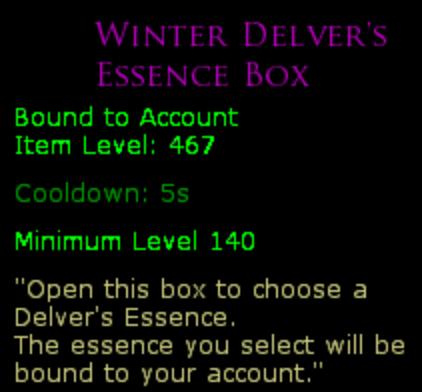 Winter Delver's
Essence Box
Bound to Account
Item Level: 467
Cooldown: 5s
Minimum Level 140
"Open this box to choose a
Delver's Essence.
The essence you select will be
bound to your account."